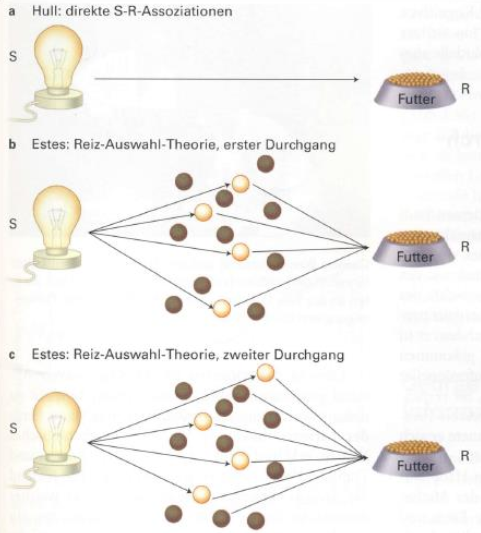 a Hull: direkte S-R-Assoziationen
S
Futter
R
b Estes: Reiz-Auswahl-Theorie, erster Durchgang
S
Futter
R
c Estes: Reiz-Auswahl-Theorie, zweiter Durchgang
S
Futter
R